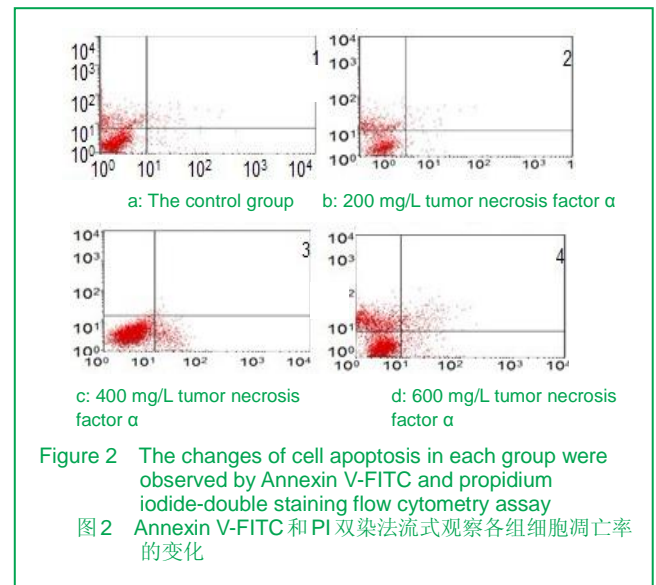 10⁴
10³
10²
10¹
10⁰
1
10⁰ 10¹ 10² 10³ 10⁴
a: The control group
10⁴
10³
10²
10¹
10⁰
2
10⁰ 10¹ 10² 10³ 1
b: 200 mg/L tumor necrosis factor α
10⁴
10³
10²
10¹
10⁰
3
10⁰ 10¹ 10² 10³ 10⁴
c: 400 mg/L tumor necrosis
factor α
10⁴
10³
2
10¹
10⁰
4
10⁰ 10¹ 10² 10³ 10⁴
d: 600 mg/L tumor necrosis
factor α
Figure 2 The changes of cell apoptosis in each group were
observed by Annexin V-FITC and propidium
iodide-double staining flow cytometry assay
图2 Annexin V-FITC和PI双染法流式观察各组细胞凋亡率
的变化